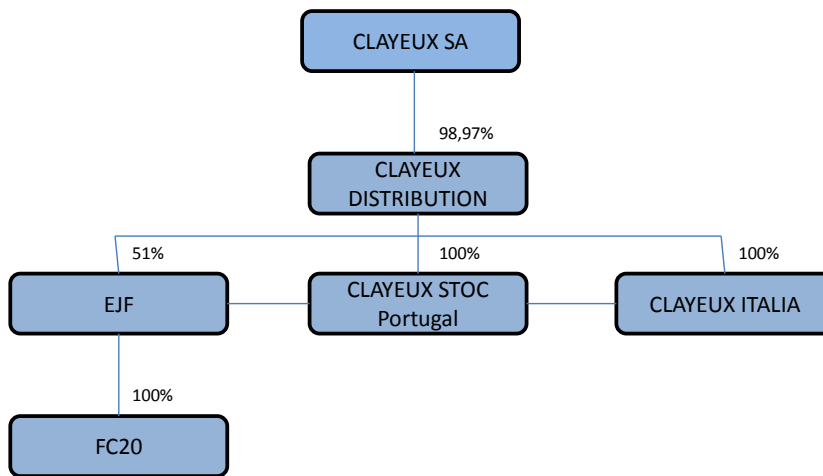 CLAYEUX SA
98,97%
CLAYEUX
DISTRIBUTION
51%
100%
100%
EJF
CLAYEUX STOC
Portugal
CLAYEUX ITALIA
100%
FC20